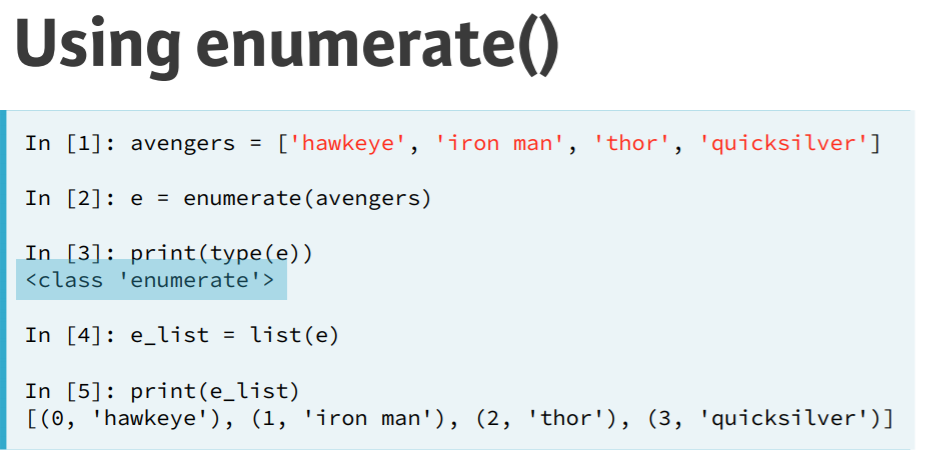 Using enumerate()
In [1]: avengers = ['hawkeye', 'iron man', 'thor', 'quicksilver']
In [2]: e = enumerate(avengers)
In [3]: print(type(e))
<class 'enumerate'>
In [4]: e_list = list(e)
In [5]: print(e_list)
[(0, 'hawkeye'), (1, 'iron man'), (2, 'thor'), (3, 'quicksilver')]